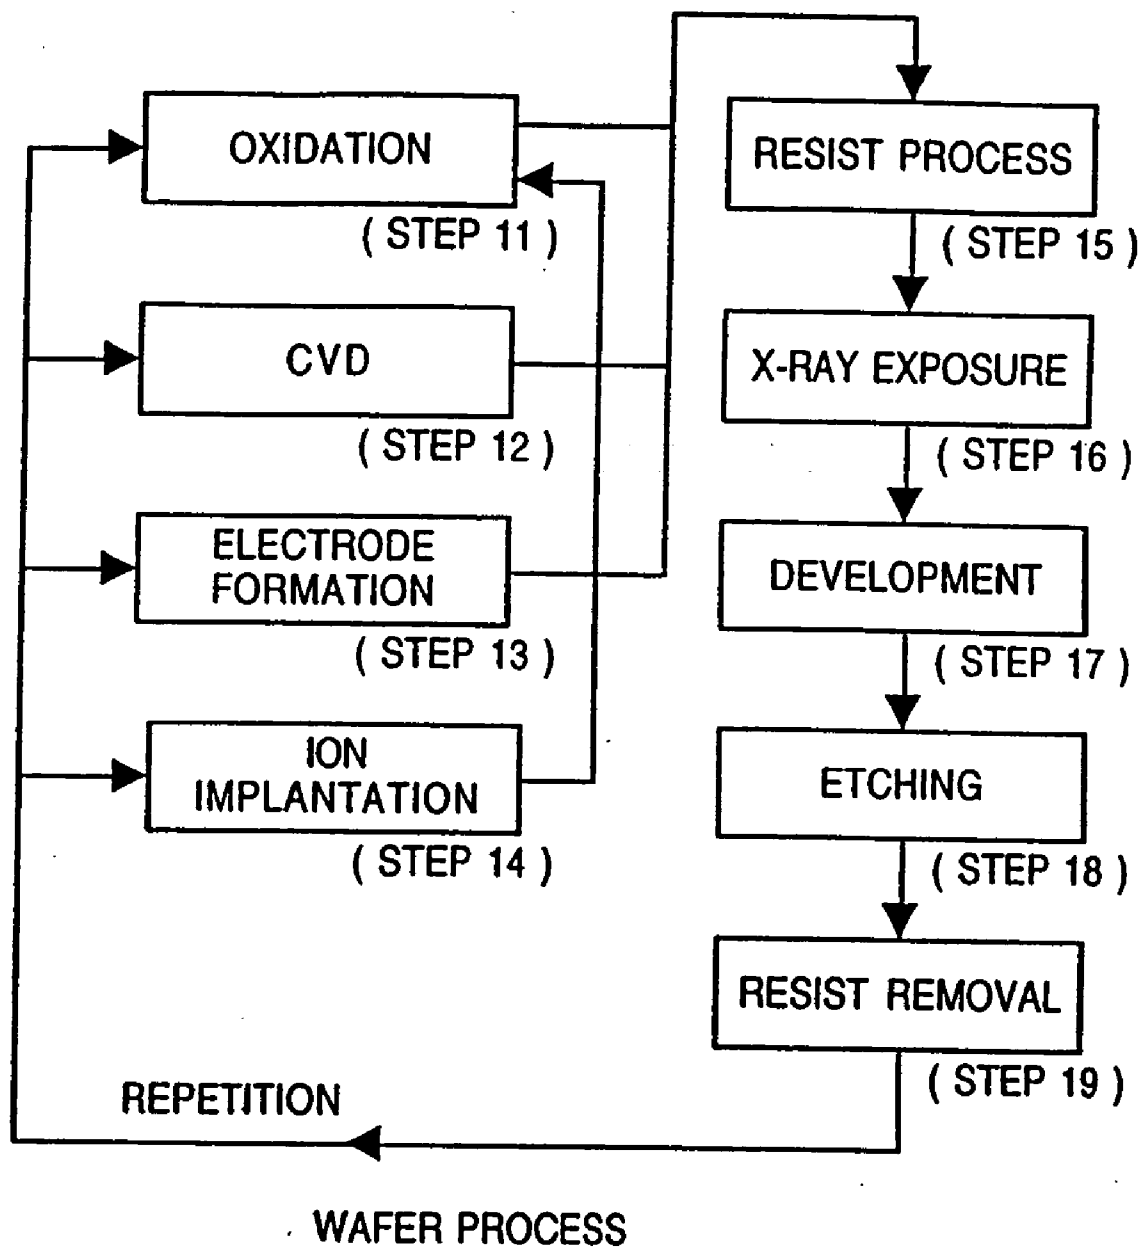 OXIDATION
( STEP 11 )
CVD
( STEP 12 )
ELECTRODE
FORMATION
( STEP 13 )
ION
IMPLANTATION
( STEP 14 )
RESIST PROCESS
( STEP 15 )
X-RAY EXPOSURE
( STEP 16 )
DEVELOPMENT
( STEP 17 )
ETCHING
( STEP 18 )
RESIST REMOVAL
( STEP 19 )
REPETITION
WAFER PROCESS